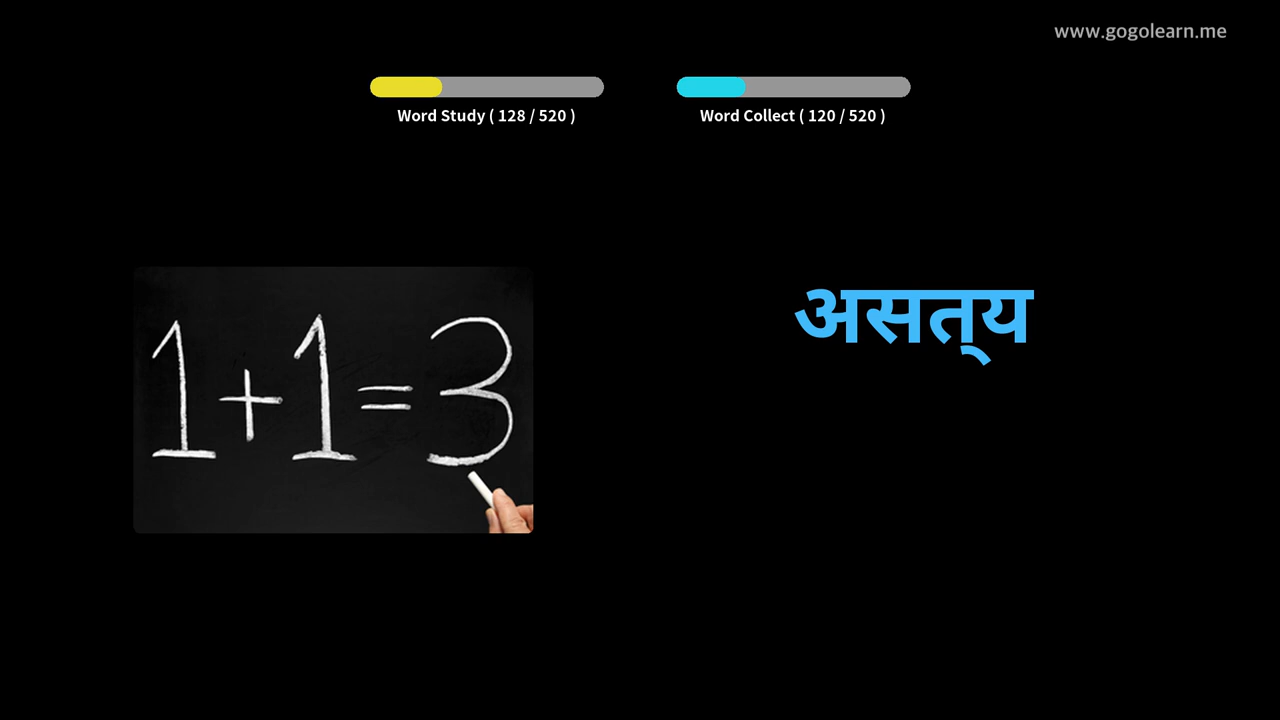 www.gogolearn.me
Word Study ( 128 / 520 )
Word Collect ( 120 / 520 )
1+1=3
असत्‌य